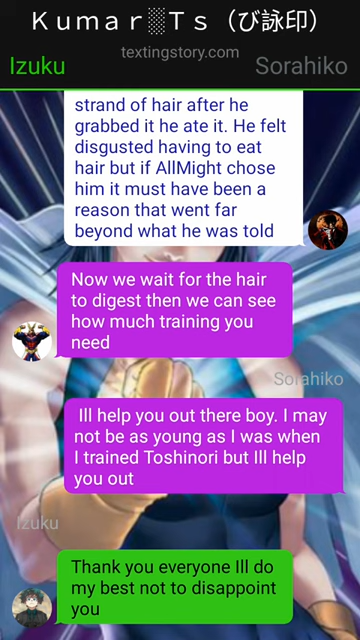 Ｋｕｍａｒ░Ｔｓ（び詠印）
textingstory.com
Izuku
Sorahiko
strand of hair after he
grabbed it he ate it. He felt
disgusted having to eat
hair but if AllMight chose
him it must have been a
reason that went far
beyond what he was told
Now we wait for the hair
to digest then we can see
how much training you
need
Sorahiko
Ill help you out there boy. I may
not be as young as I was when
I trained Toshinori but Ill help
you out
Izuku
Thank you everyone Ill do
my best not to disappoint
you